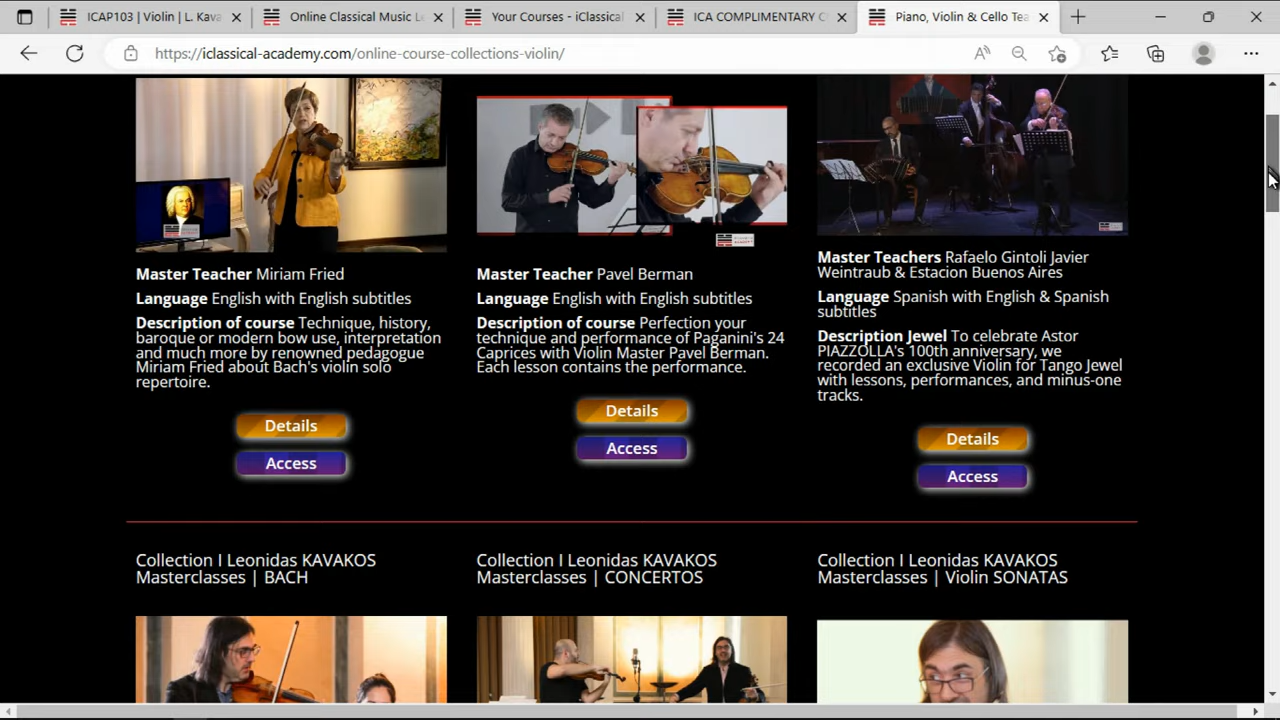 ICAP103 | Violin
Kava
Online Classical Music
Your Courses - iClassic
ICA COMPLEMENTARY C
Piano, Violin & Cello Tea
https://iclassical-academy.com/online-course-collections-violin/
Master Teacher Miriam Fried
Language English with English subtitles
Description of course Technique, history,
baroque or modern bow use, interpretation
and much more by renowned pedagogue
Miriam Fried about Bach's violin solo
repertoire.
Details
Access
Master Teacher Pavel Berman
Language English with English subtitles
Description of course Perfection your
technique and performance of Paganini's 24
Caprices with Violin Master Pavel Berman.
Each lesson contains the performance.
Details
Access
Master Teachers Rafaelo Gintoli Javier
Weintraub & Estacion Buenos Aires
Language Spanish with English & Spanish
subtitles
Description Jewel To celebrate Astor
PIAZZOLLA's 100th anniversary, we
recorded an exclusive Violin for Tango Jewel
with lessons, performances, and minus-one
tracks.
Details
Access
Collection I Leonidas KAVAKOS
Masterclasses | BACH
Collection I Leonidas KAVAKOS
Masterclasses | CONCERTOS
Collection I Leonidas KAVAKOS
Masterclasses | Violin SONATAS